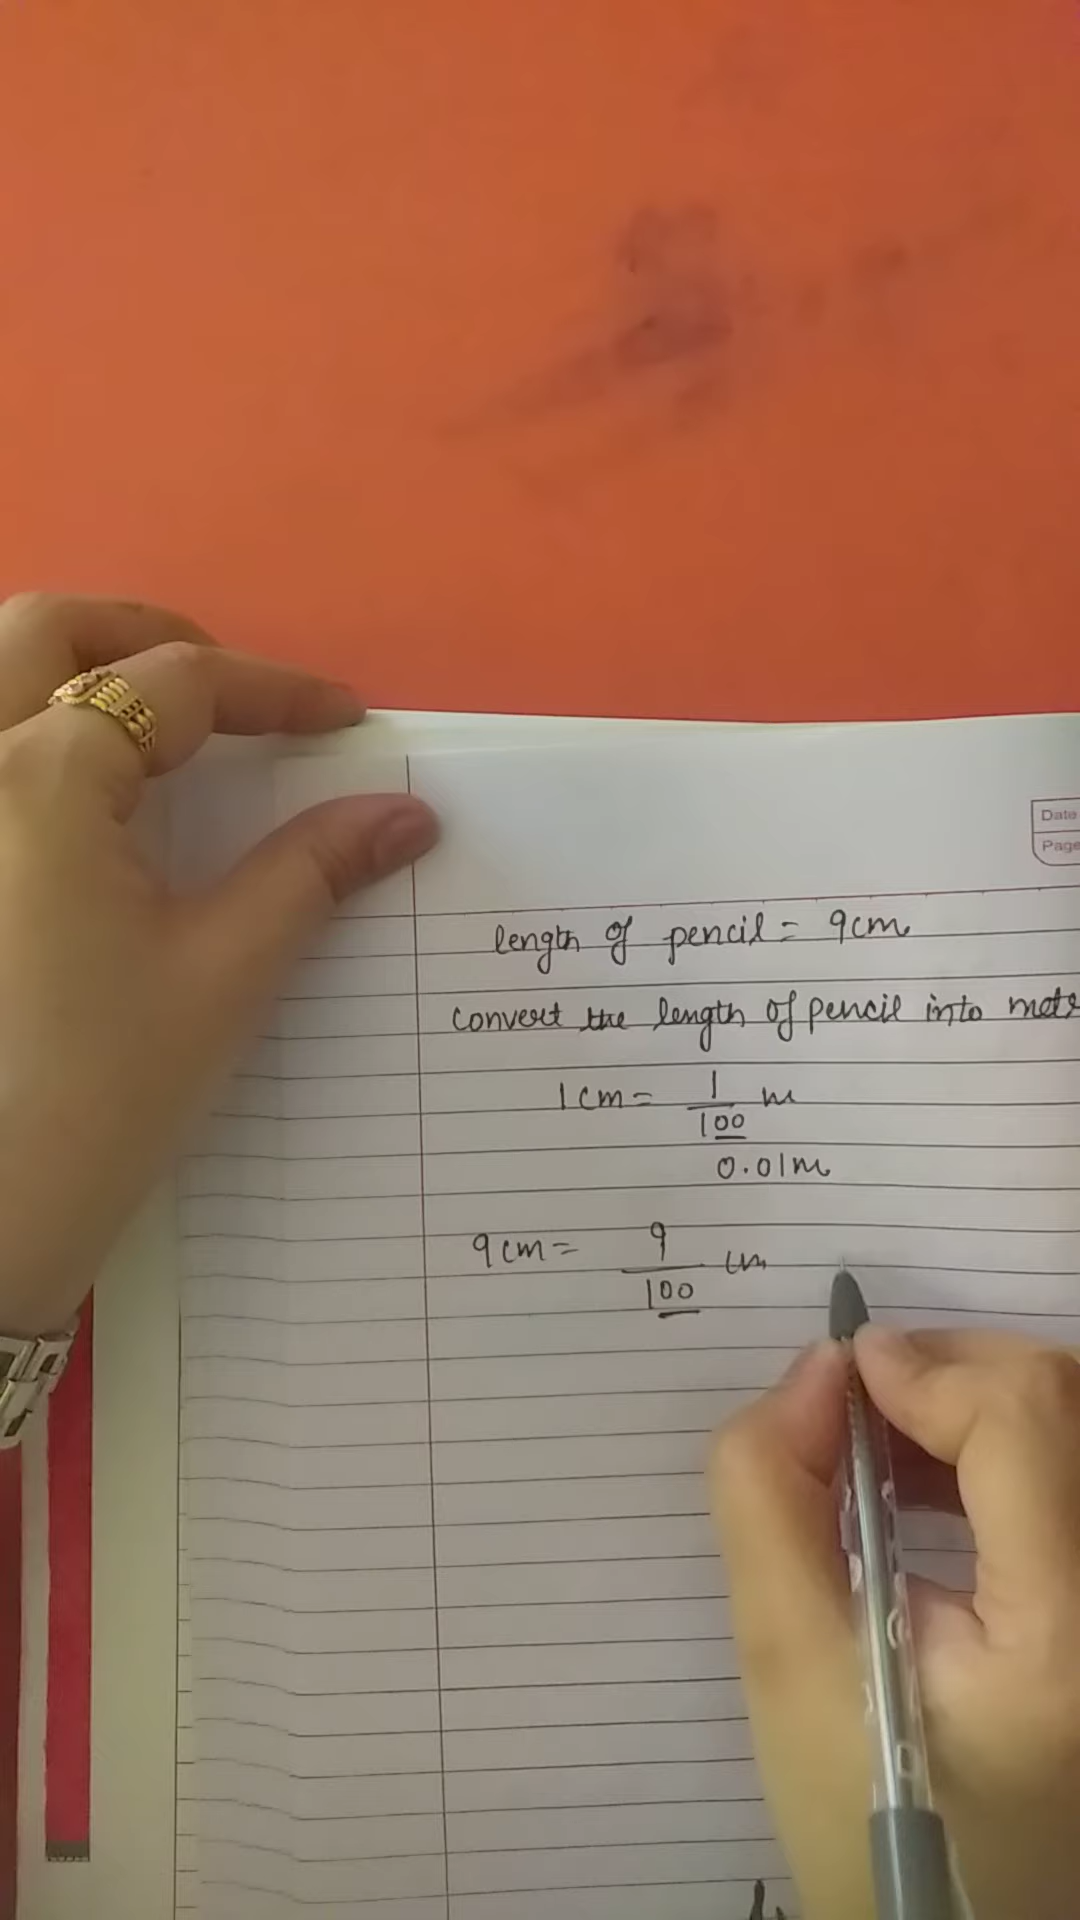 Date
Page
length of pencil = 9cm
convert the length of pencil into
1cm = 1/100 m
0.01m
9cm = 9/100 cm